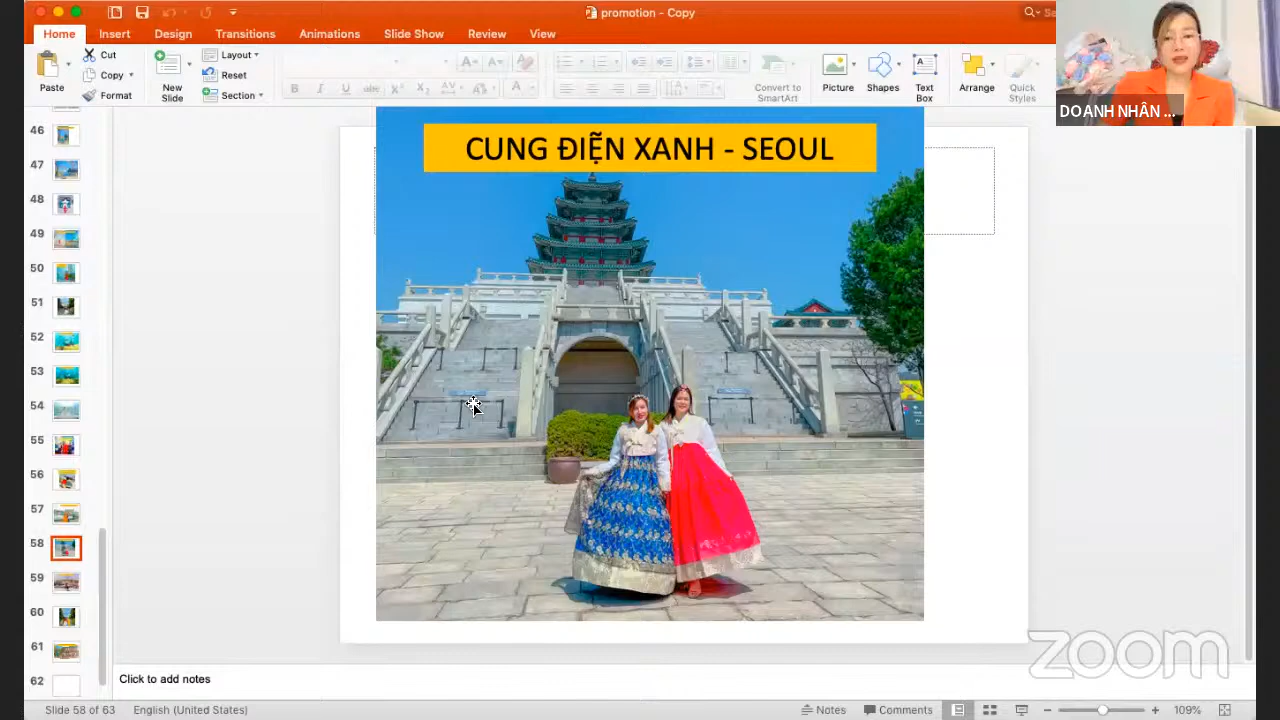 promotion - Copy
Home Insert Design Transitions Animations Slide Show Review View
Cut
Copy
Format
Paste
New
Slide
Layout
Reset
Section
Convert to
SmartArt
Picture
Shapes
Text
Box
Arrange
Quick
Styles
DOANH NHÂN ...
CUNG ĐIỆN XANH - SEOUL
46
47
48
49
50
51
52
53
54
55
56
57
58
59
60
61
62
Click to add notes
zoom
Slide 58 of 63 English (United States) Notes Comments 109%